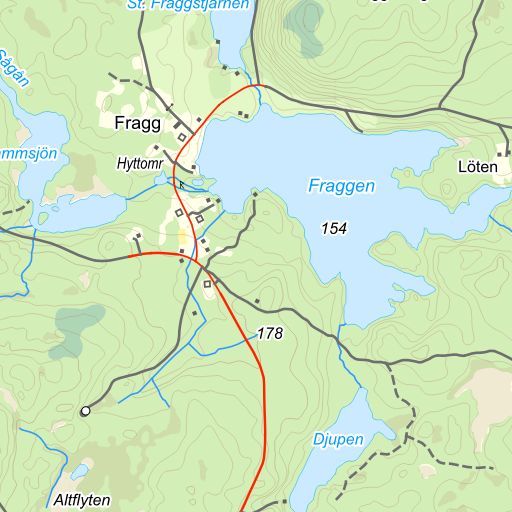 St. Fraggstjärnen
Sågån
Fragg
Hyttomr
Löten
Fraggen
154
178
Djupen
Altflyten